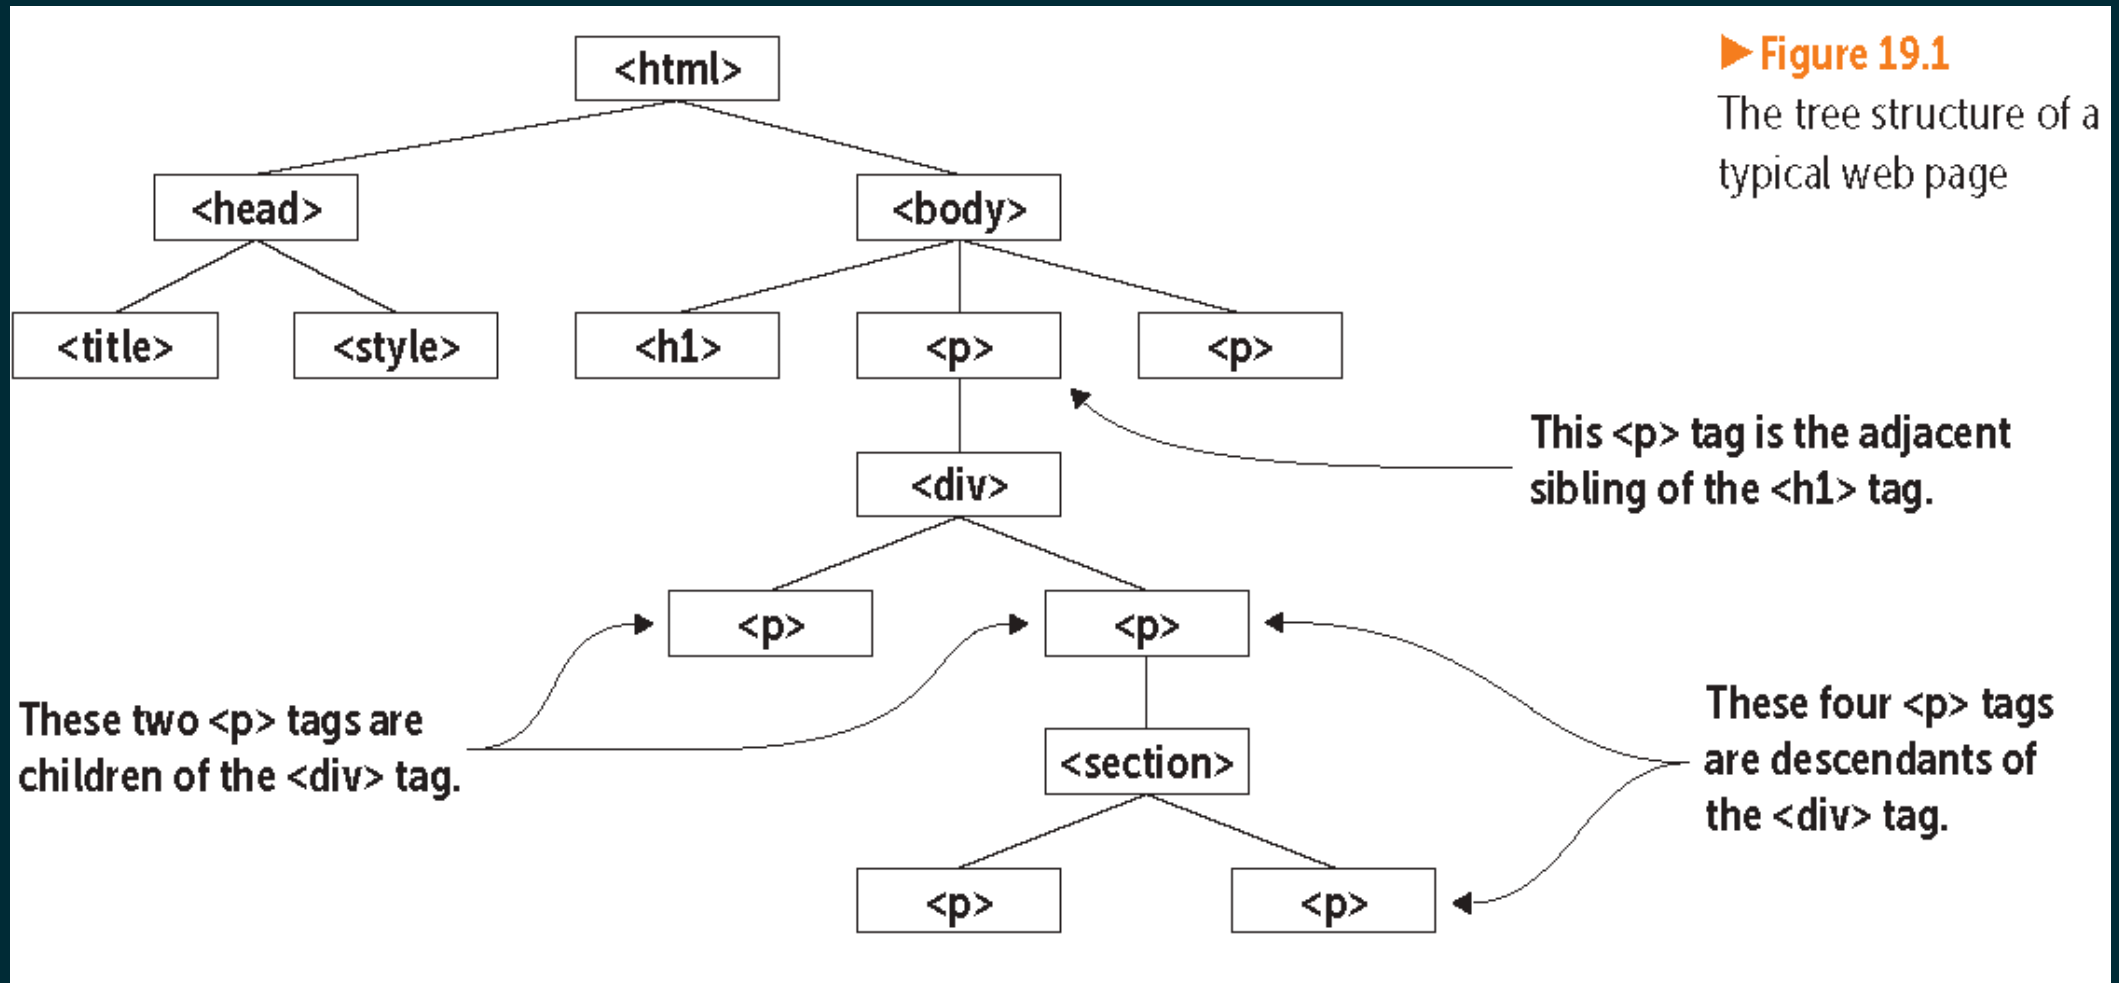 ▶ Figure 19.1
The tree structure of a
typical web page
<html>
<head>
<body>
<title>
<style>
<h1>
<p>
<p>
This <p> tag is the adjacent
sibling of the <h1> tag.
<div>
<p>
<p>
These two <p> tags are
children of the <div> tag.
These four <p> tags
are descendants of
the <div> tag.
<section>
<p>
<p>